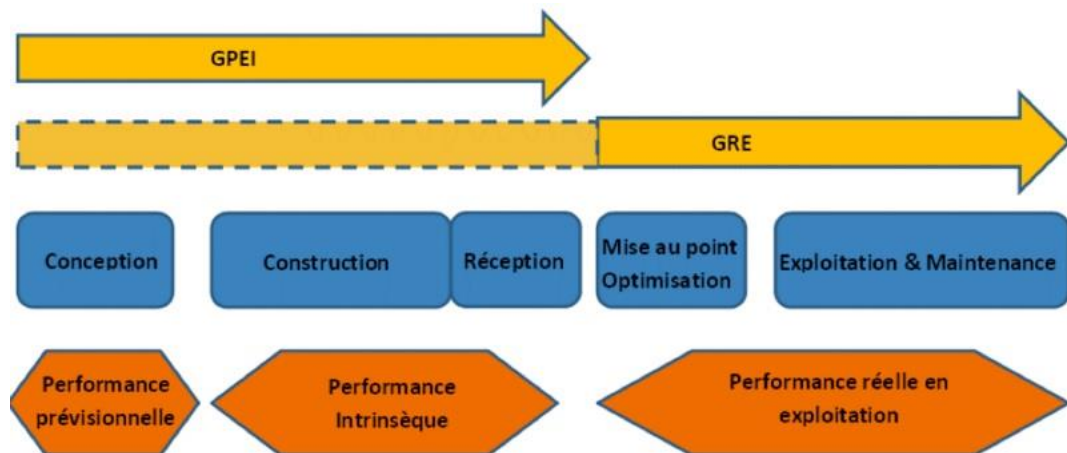 GPEI
GRE
Conception
Construction
Réception
Mise au point
Optimisation
Exploitation & Maintenance
Performance
prévisionnelle
Performance
Intrinsèque
Performance réelle en
exploitation